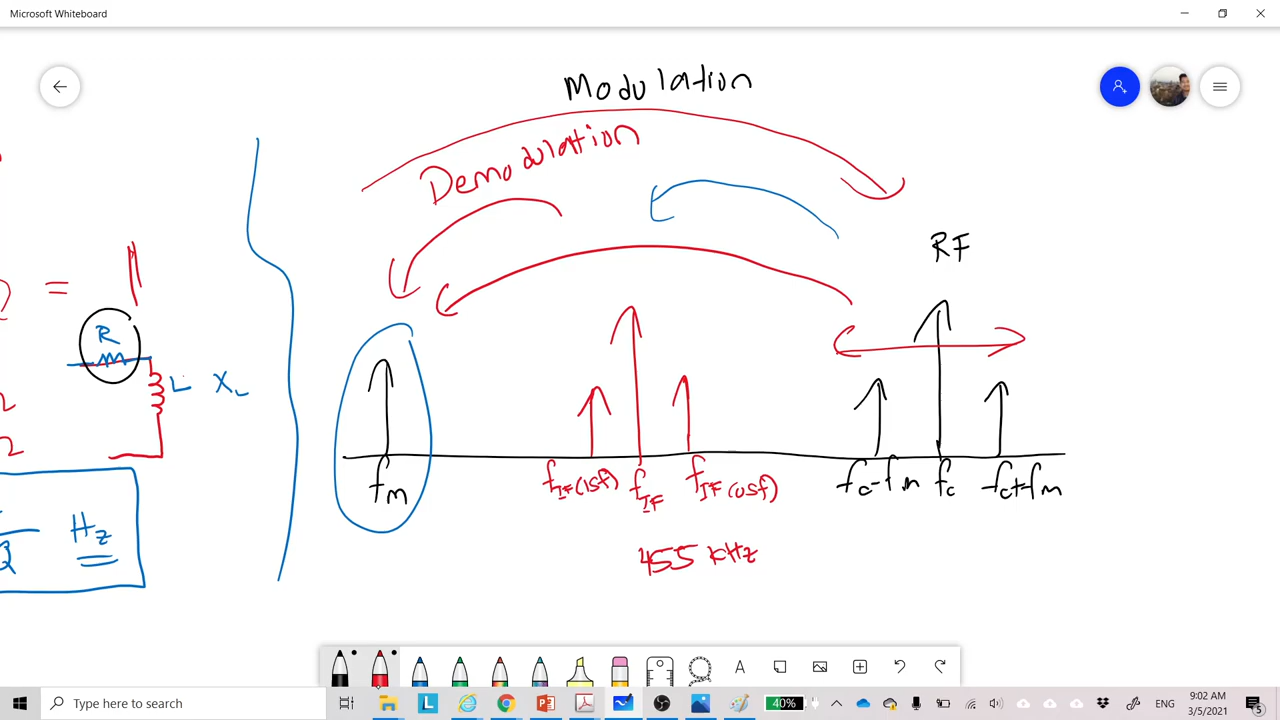 Microsoft Whiteboard
Modulation
Demodulation
RF
=
R
L XL
fm
fIF(lsf)
fIF
fIF(usf)
fc-fm
fc
fc+fm
455 kHz
Q
Hz
A
Type here to search
40%
ENG
9:02 AM
3/5/2021
5